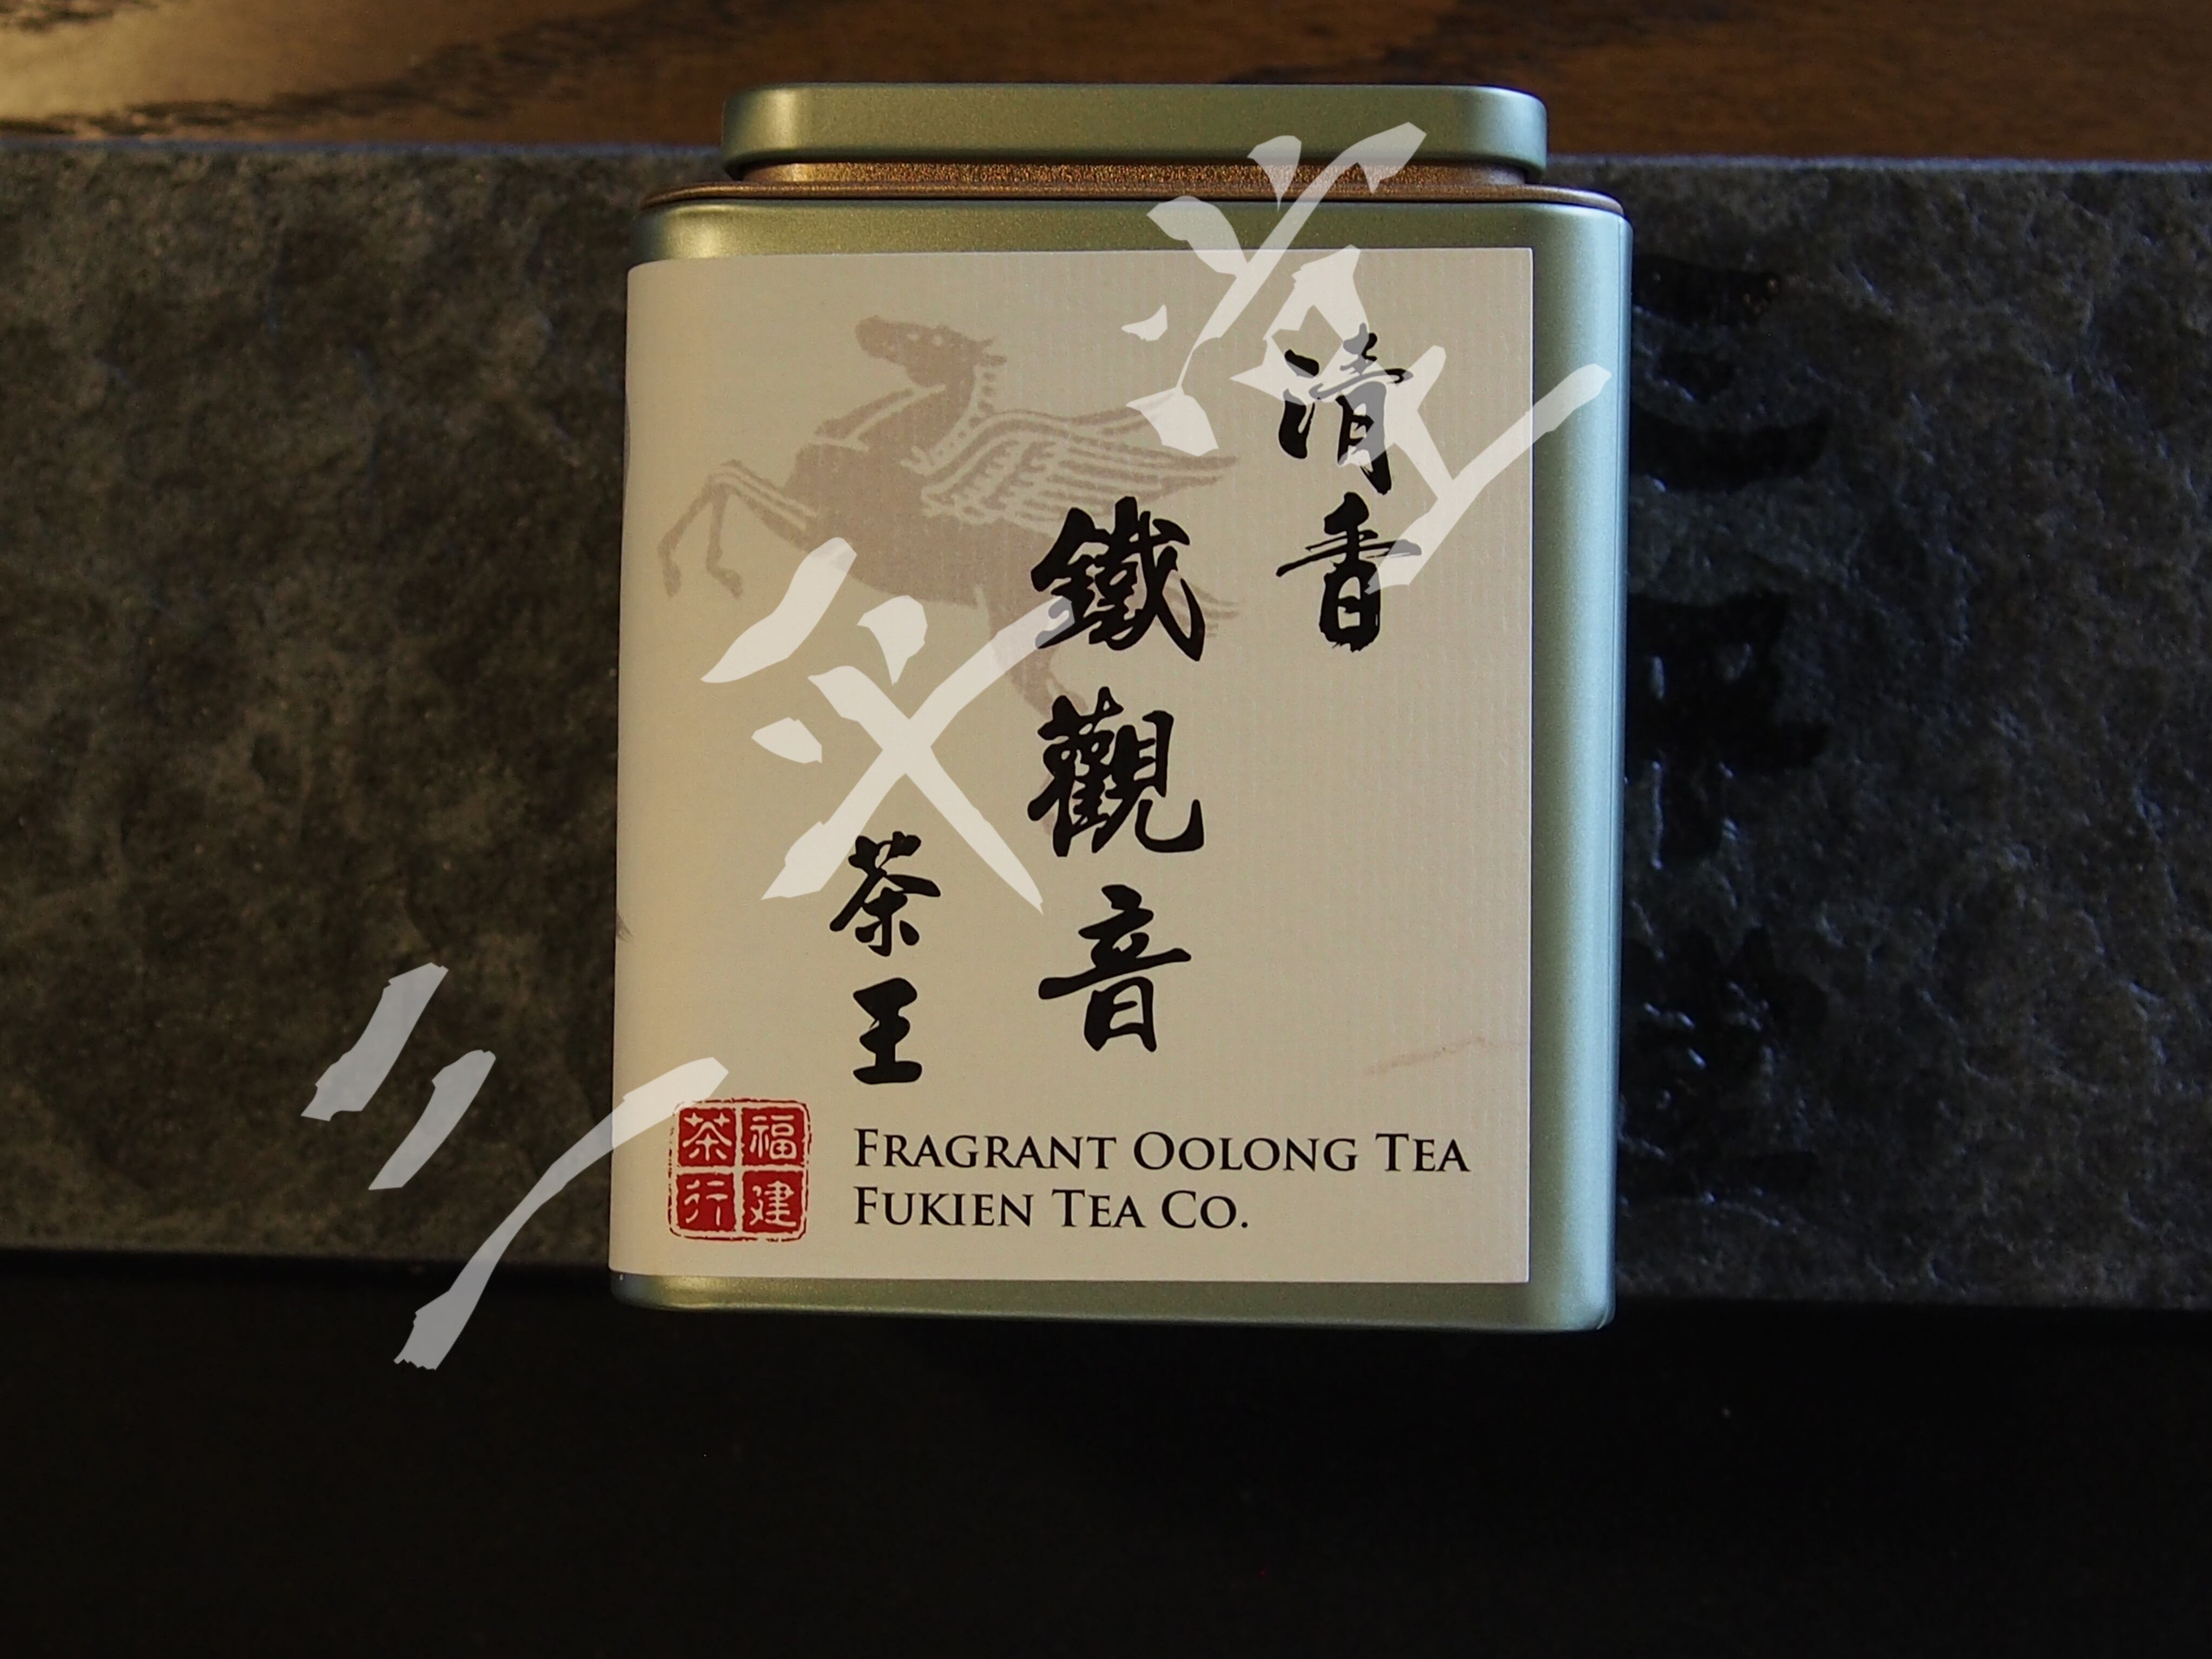 清香
鐵觀音
茶王
福建
茶行
FRAGRANT OOLONG TEA
FUKIEN TEA CO.